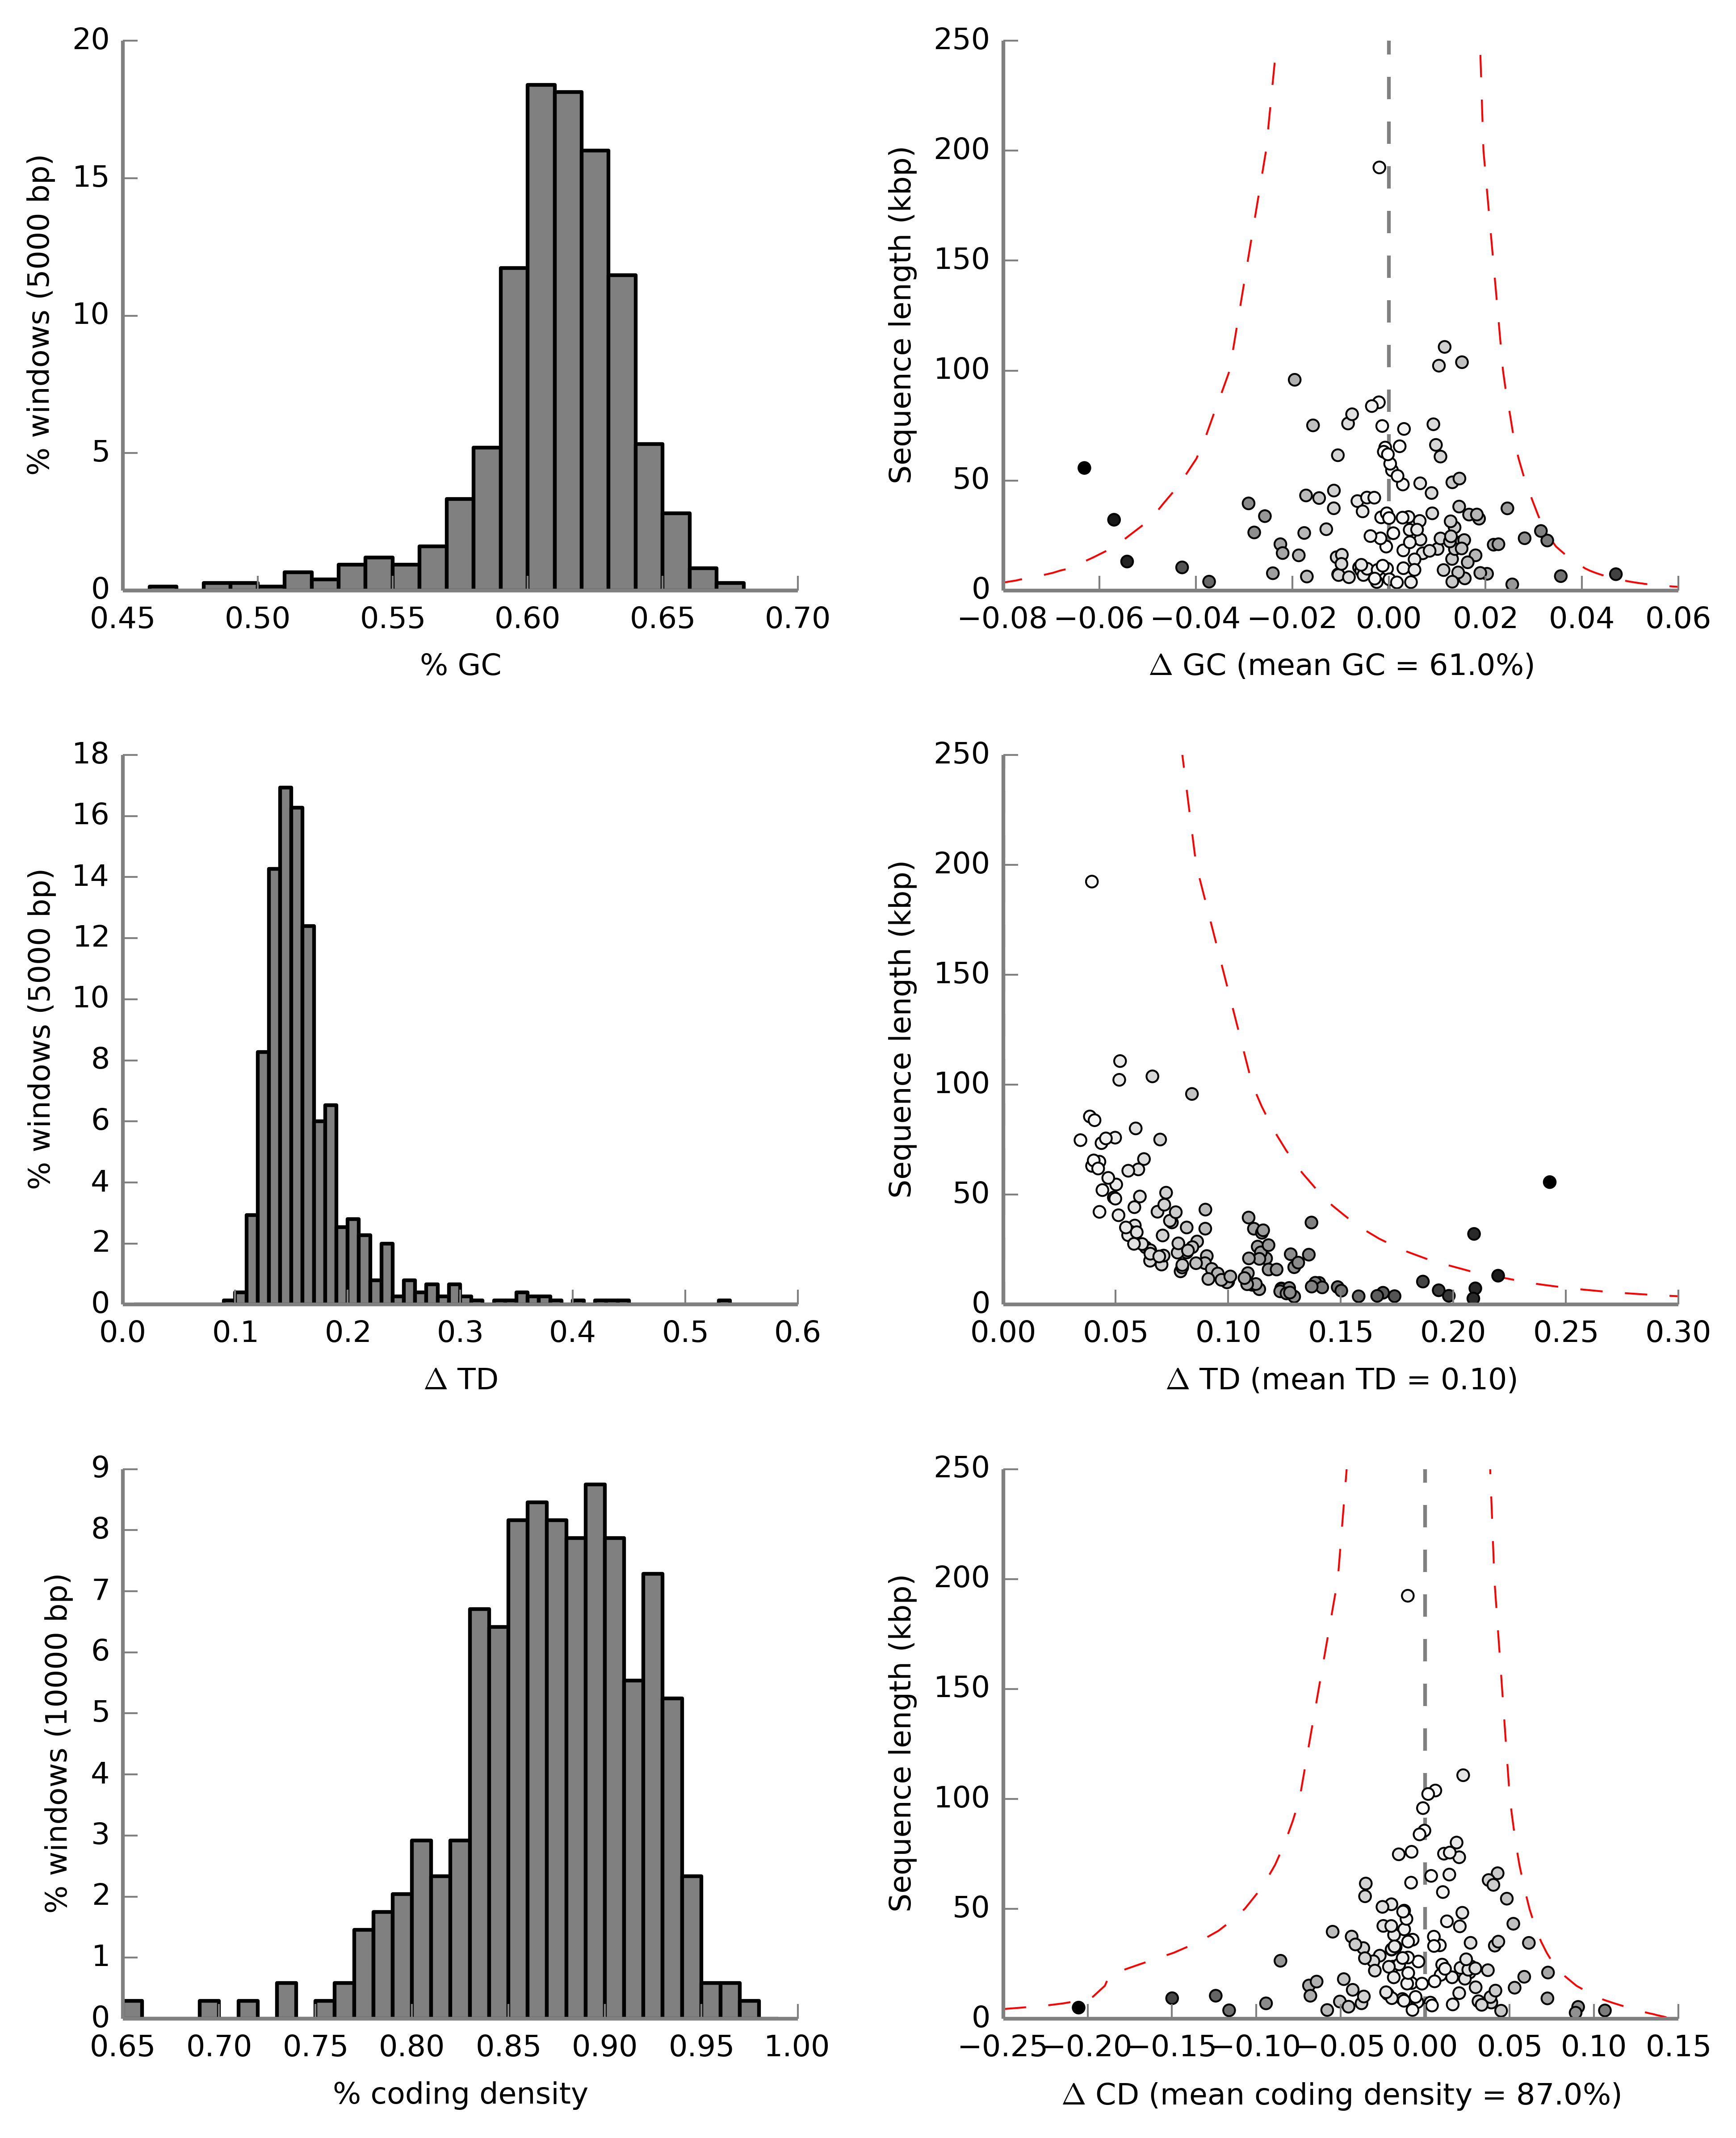 20
15
10
5
0
% windows (5000 bp)
0.45 0.50 0.55 0.60 0.65 0.70
% GC
250
200
150
100
50
0
Sequence length (kbp)
−0.08 −0.06 −0.04 −0.02 0.00 0.02 0.04 0.06
Δ GC (mean GC = 61.0%)
18
16
14
12
10
8
6
4
2
0
% windows (5000 bp)
0.0 0.1 0.2 0.3 0.4 0.5 0.6
Δ TD
250
200
150
100
50
0
Sequence length (kbp)
0.00 0.05 0.10 0.15 0.20 0.25 0.30
Δ TD (mean TD = 0.10)
9
8
7
6
5
4
3
2
1
0
% windows (10000 bp)
0.65 0.70 0.75 0.80 0.85 0.90 0.95 1.00
% coding density
250
200
150
100
50
0
Sequence length (kbp)
−0.25 −0.20 −0.15 −0.10 −0.05 0.00 0.05 0.10 0.15
Δ CD (mean coding density = 87.0%)